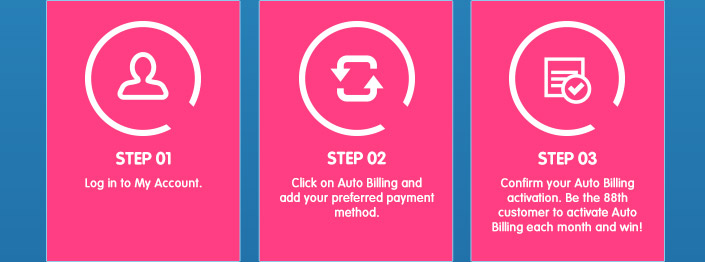 STEP 01
Log in to My Account.
STEP 02
Click on Auto Billing and
add your preferred payment
method.
STEP 03
Confirm your Auto Billing
activation. Be the 88th
customer to activate Auto
Billing each month and win!